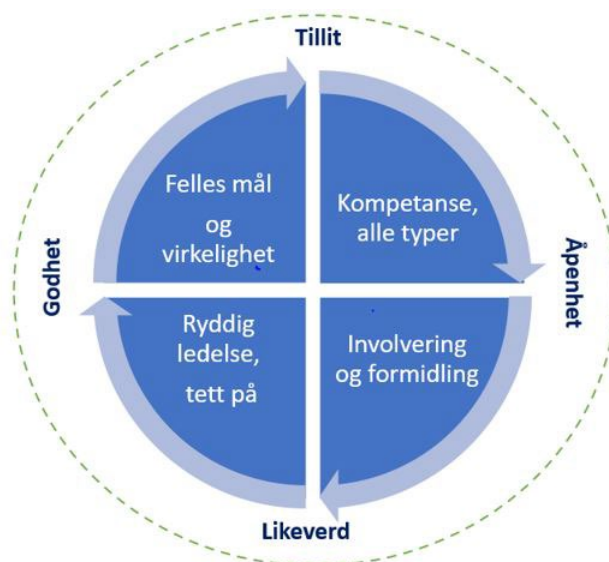 Tillit
Felles mål
og
virkelighet
Kompetanse,
alle typer
Godhet
Åpenhet
Ryddig
ledelse,
tett på
Involvering
og formidling
Likeverd